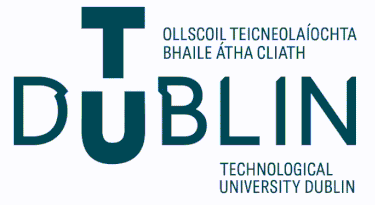 OLLSCOIL TEICNEOLAÍOCHTA
BHAILE ÁTHA CLIATH
TU
DUBLIN
TECHNOLOGICAL
UNIVERSITY DUBLIN